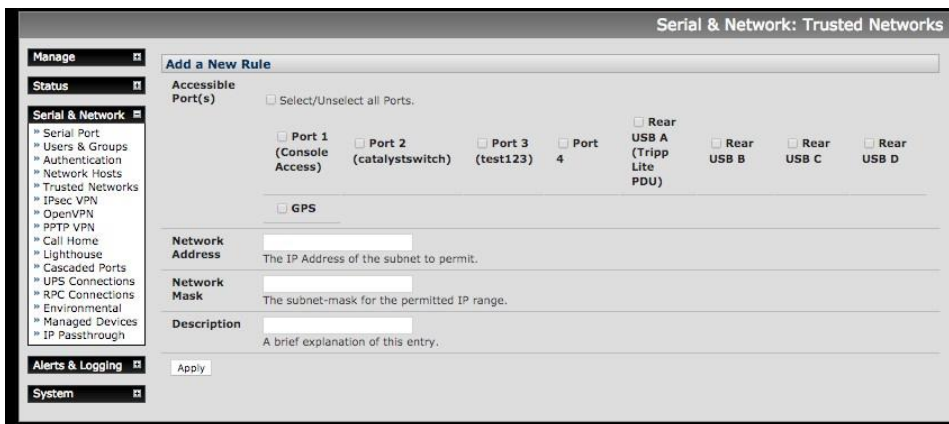 Serial & Network: Trusted Networks
Manage
Status
Serial & Network
Serial Port
Users & Groups
Authentication
Network Hosts
Trusted Networks
IPsec VPN
OpenVPN
PPTP VPN
Call Home
Lighthouse
Cascaded Ports
UPS Connections
RPC Connections
Environmental
Managed Devices
IP Passthrough
Alerts & Logging
System
Add a New Rule
Accessible
Port(s)
Select/Unselect all Ports.
Port 1
(Console
Access)
Port 2
(catalystswitch)
Port 3
(test123)
Port
4
Rear
USB A
(Tripp
Lite
PDU)
Rear
USB B
Rear
USB C
Rear
USB D
GPS
Network
Address
The IP Address of the subnet to permit.
Network
Mask
The subnet-mask for the permitted IP range.
Description
A brief explanation of this entry.
Apply